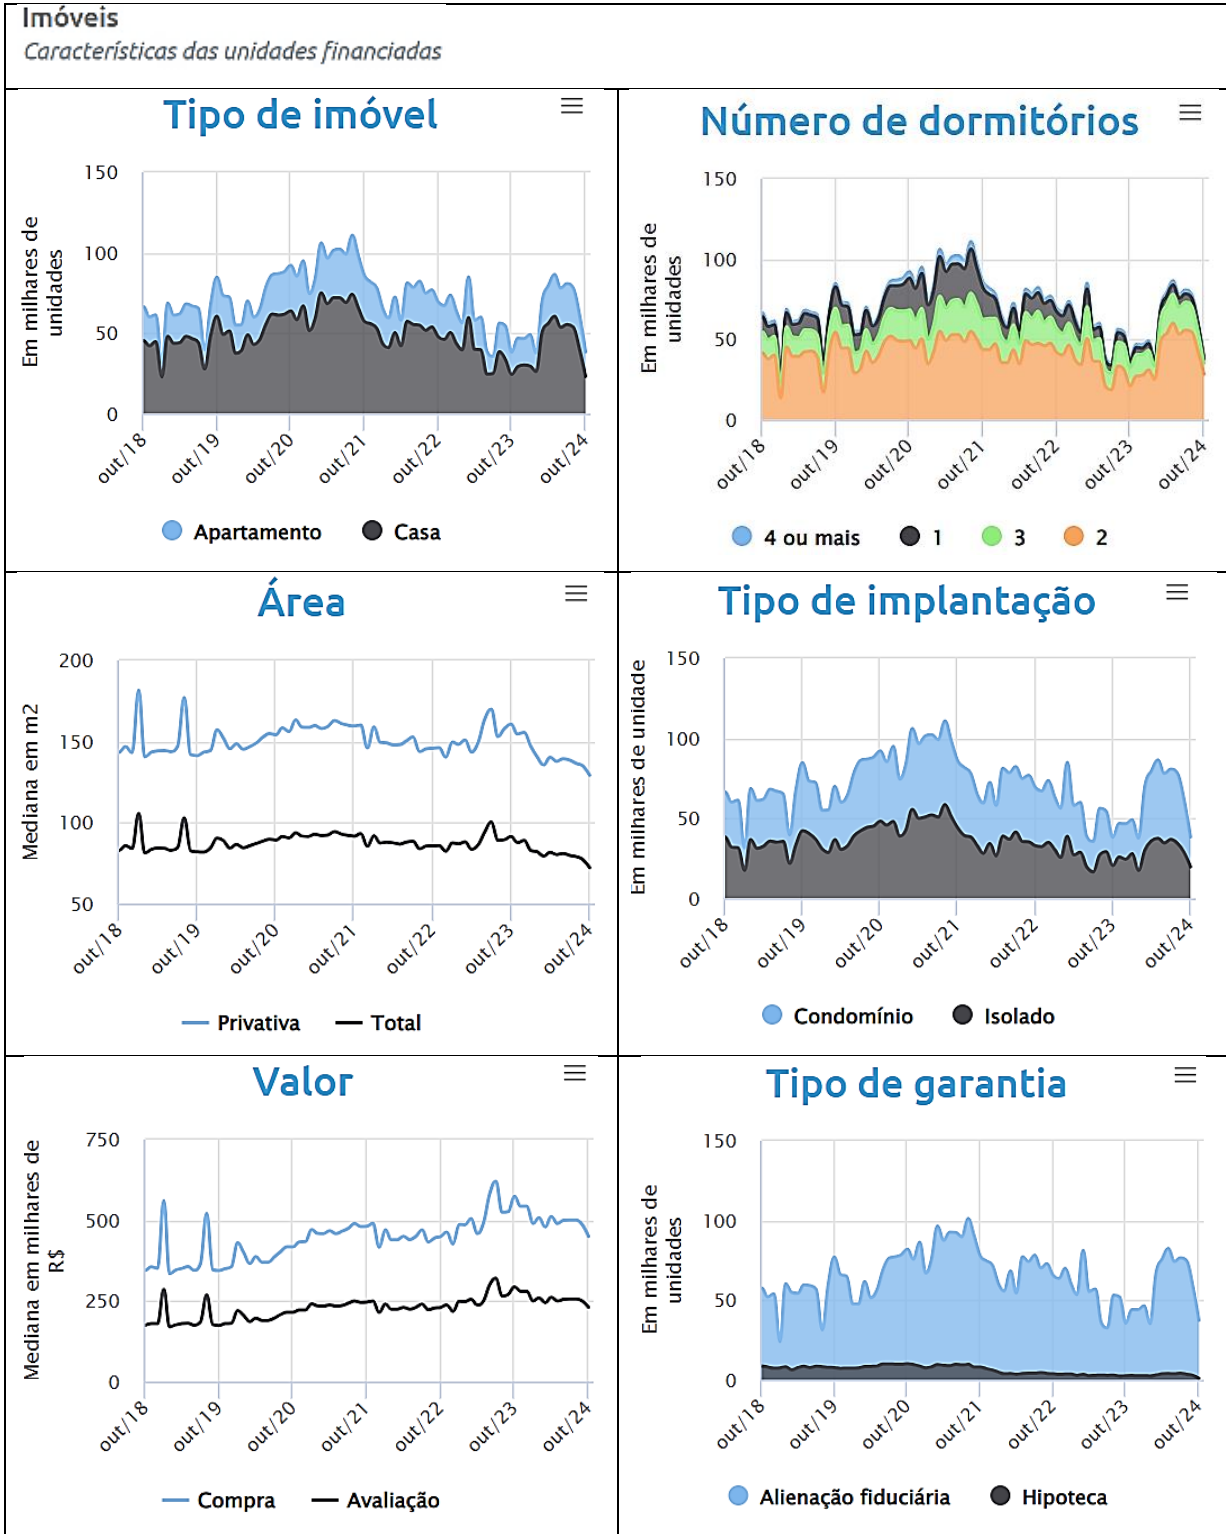 Imóveis
Características das unidades financiadas
Tipo de imóvel
Em milhares de
unidades
150
100
50
0
out/18
out/19
out/20
out/21
out/22
out/23
out/24
Apartamento
Casa
Número de dormitórios
Em milhares de
unidades
150
100
50
0
out/18
out/19
out/20
out/21
out/22
out/23
out/24
4 ou mais
1
3
2
Área
Mediana em m2
200
150
100
50
out/18
out/19
out/20
out/21
out/22
out/23
out/24
Privativa
Total
Tipo de implantação
Em milhares de unidade
150
100
50
0
out/18
out/19
out/20
out/21
out/22
out/23
out/24
Condomínio
Isolado
Valor
Mediana em milhares de
R$
750
500
250
0
out/18
out/19
out/20
out/21
out/22
out/23
out/24
Compra
Avaliação
Tipo de garantia
Em milhares de
unidades
150
100
50
0
out/18
out/19
out/20
out/21
out/22
out/23
out/24
Alienação fiduciária
Hipoteca